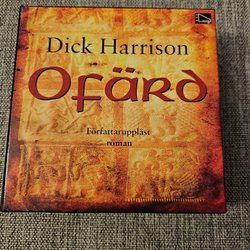 Dick Harrison
Ofärd
Författaruppläst
roman